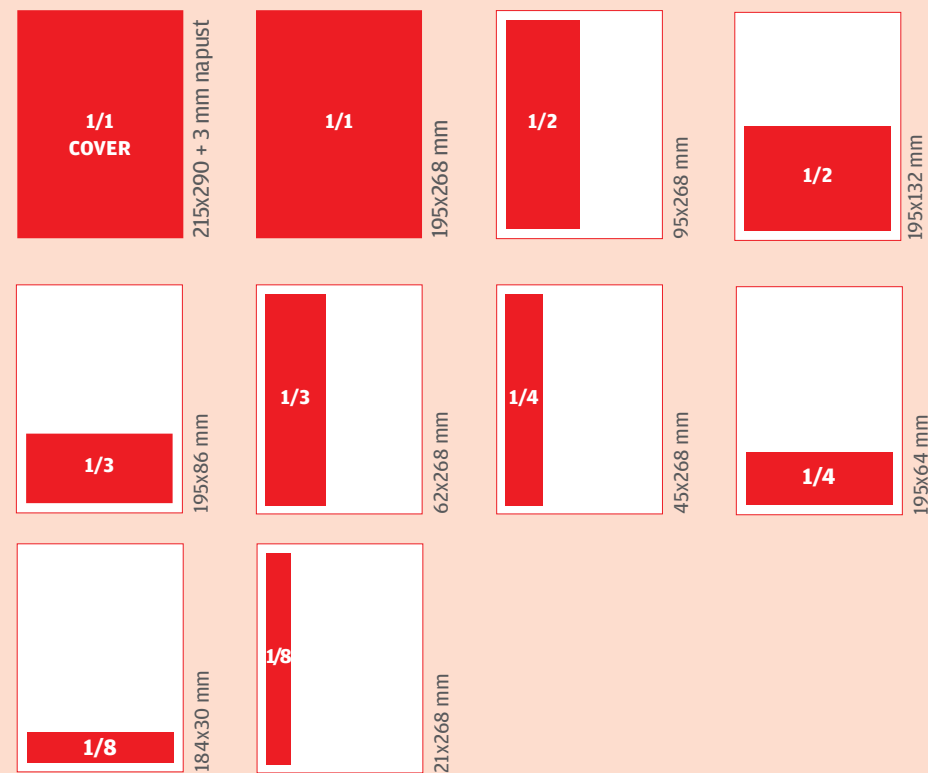 1/1
COVER
215x290 + 3 mm napust
1/1
195x268 mm
1/2
95x268 mm
1/2
195x132 mm
1/3
195x86 mm
1/3
62x268 mm
1/4
45x268 mm
1/4
195x64 mm
1/8
184x30 mm
1/8
21x268 mm